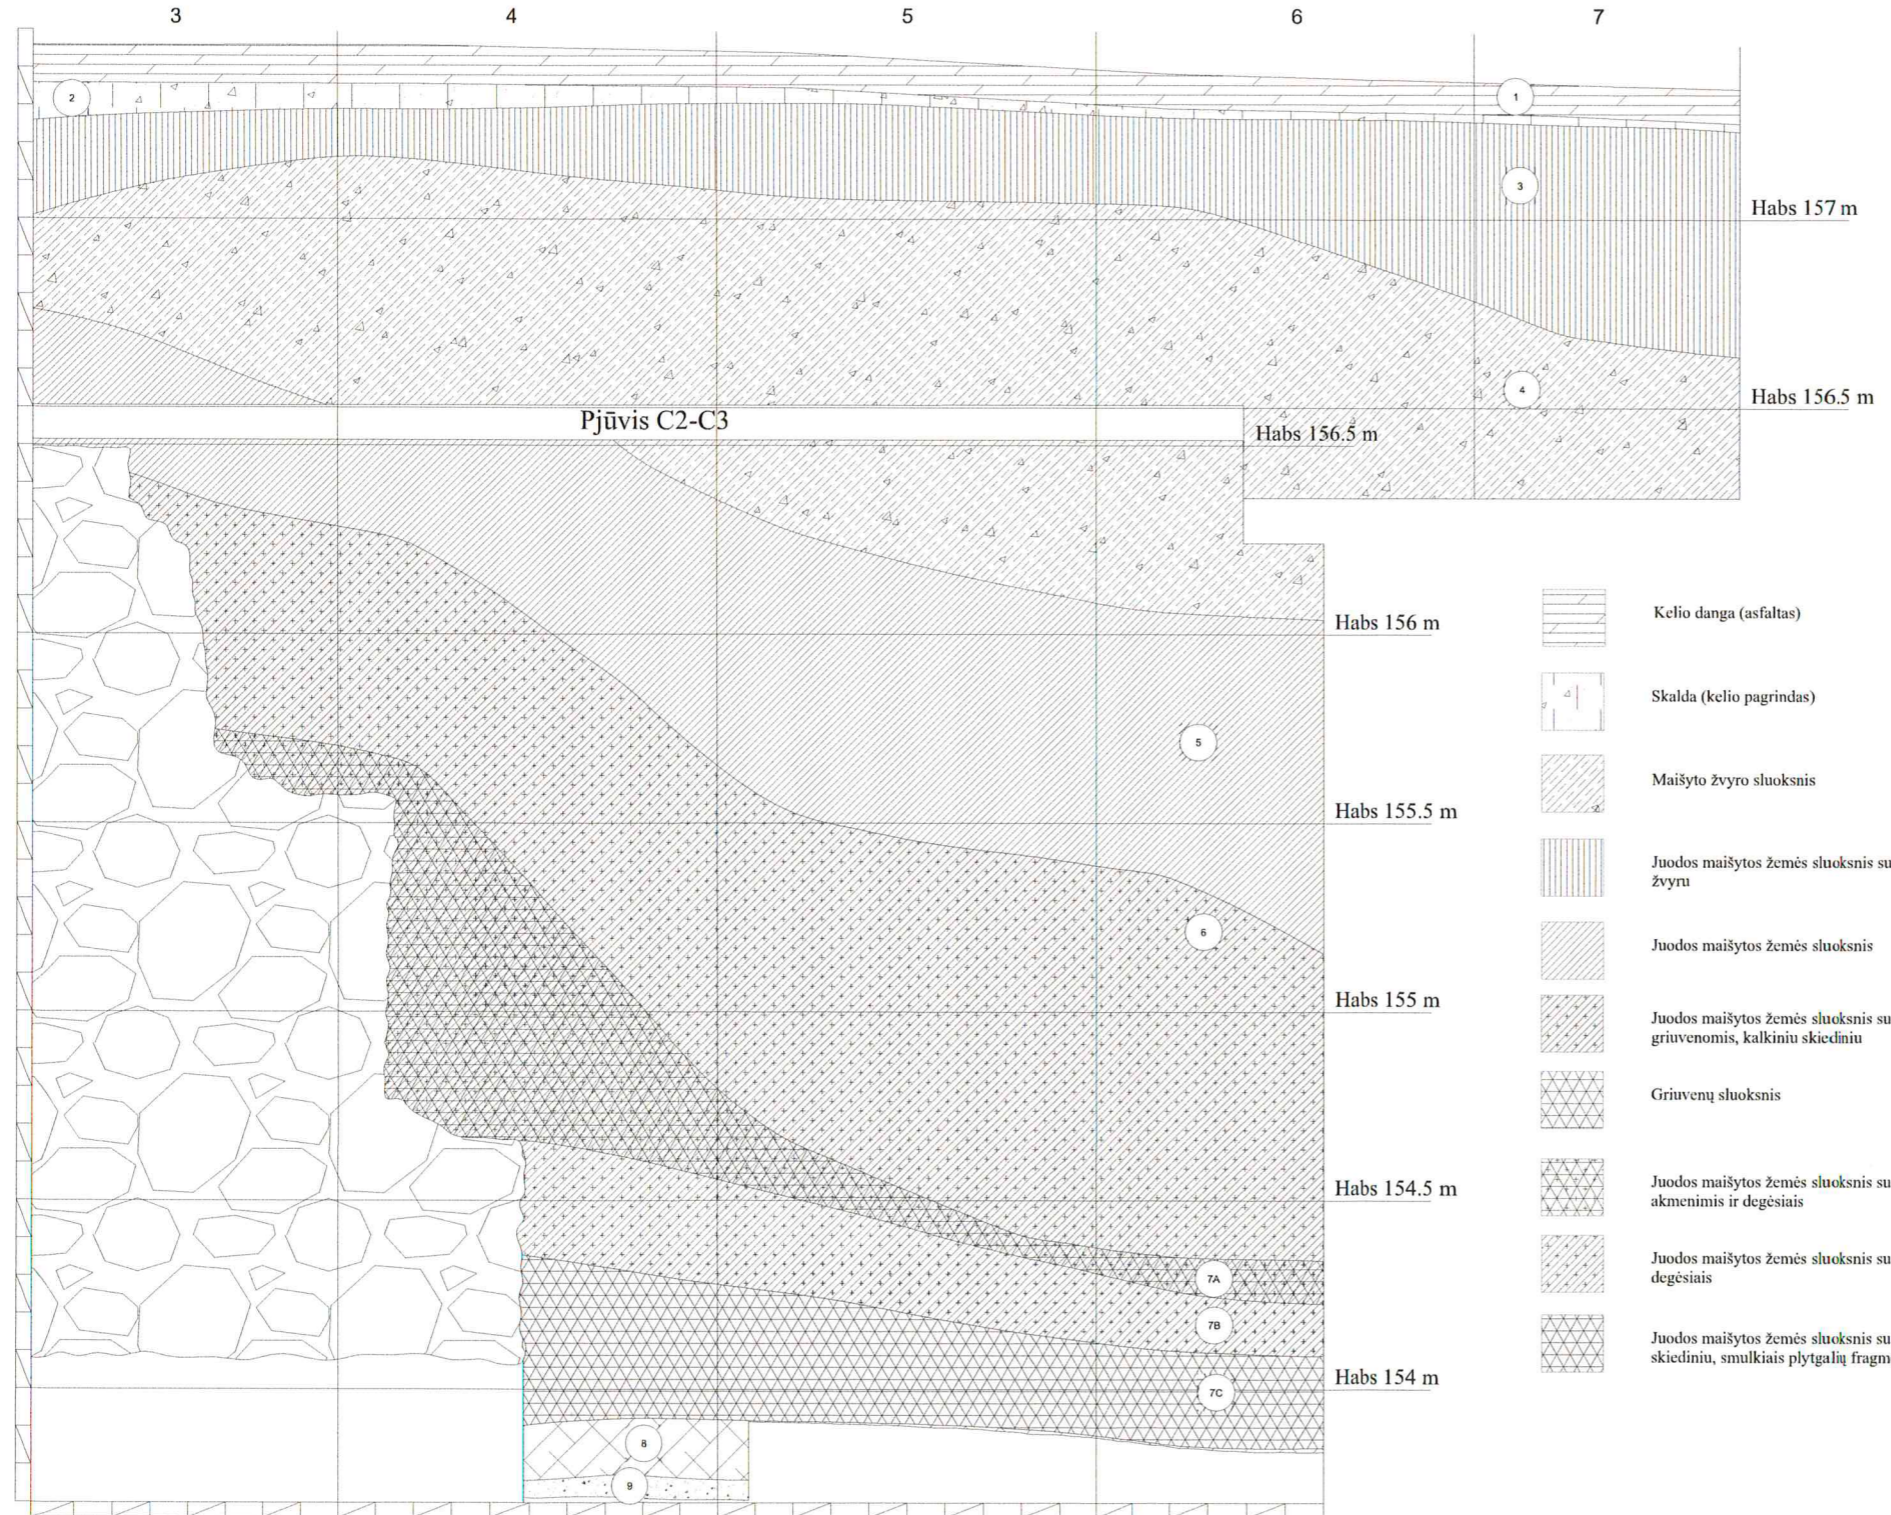 3 4 5 6 7
1
2
3
Habs 157 m
4
Habs 156.5 m
Pjūvis C2-C3
Habs 156.5 m
Habs 156 m
5
Habs 155.5 m
6
Habs 155 m
Habs 154.5 m
7A
7B
Habs 154 m
7C
8
9
Kelio danga (asfaltas)
Skalda (kelio pagrindas)
Maišyto žvyro sluoksnis
Juodos maišytos žemės sluoksnis su
žvyru
Juodos maišytos žemės sluoksnis
Juodos maišytos žemės sluoksnis su
griuvenomis, kalkiniu skiediniu
Griuvenų sluoksnis
Juodos maišytos žemės sluoksnis su
akmenimis ir degėsiais
Juodos maišytos žemės sluoksnis su
degėsiais
Juodos maišytos žemės sluoksnis su
skiediniu, smulkiais plytgalių fragm